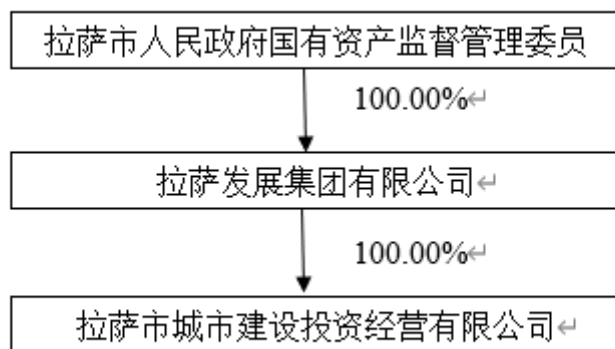 拉萨市人民政府国有资产监督管理委员
100.00%↵
拉萨发展集团有限公司↵
100.00%↵
拉萨市城市建设投资经营有限公司↵